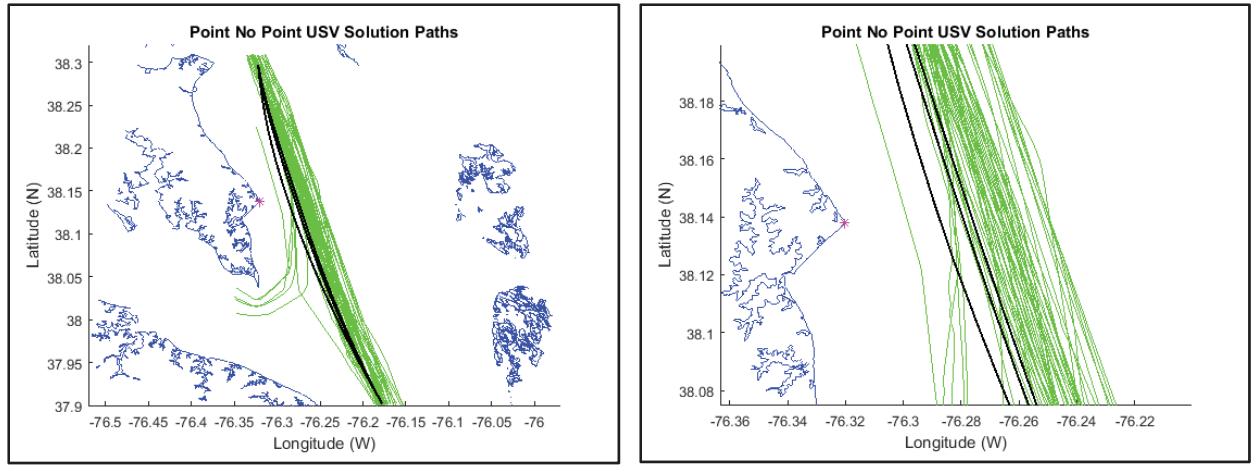 Point No Point USV Solution Paths
Latitude (N)
38.3
38.25
38.2
38.15
38.1
38.05
38
37.95
37.9
-76.5 -76.45 -76.4 -76.35 -76.3 -76.25 -76.2 -76.15 -76.1 -76.05 -76
Longitude (W)
Point No Point USV Solution Paths
Latitude (N)
38.18
38.16
38.14
38.12
38.1
38.08
-76.36 -76.34 -76.32 -76.3 -76.28 -76.26 -76.24 -76.22
Longitude (W)